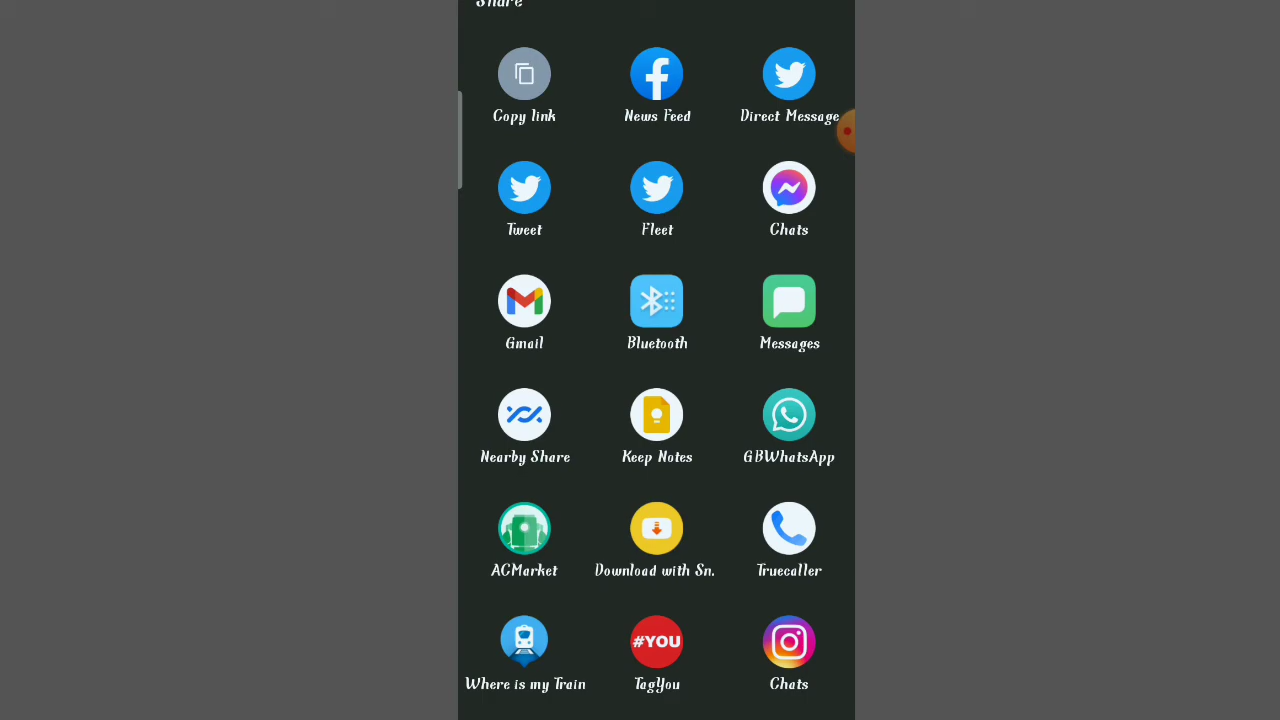 Share
Copy link
News Feed
Direct Message
Tweet
Fleet
Chats
Gmail
Bluetooth
Messages
Nearby Share
Keep Notes
GBWhatsApp
ACMarket
Download with Sn.
Truecaller
#YOU
Where is my Train
TagYou
Chats